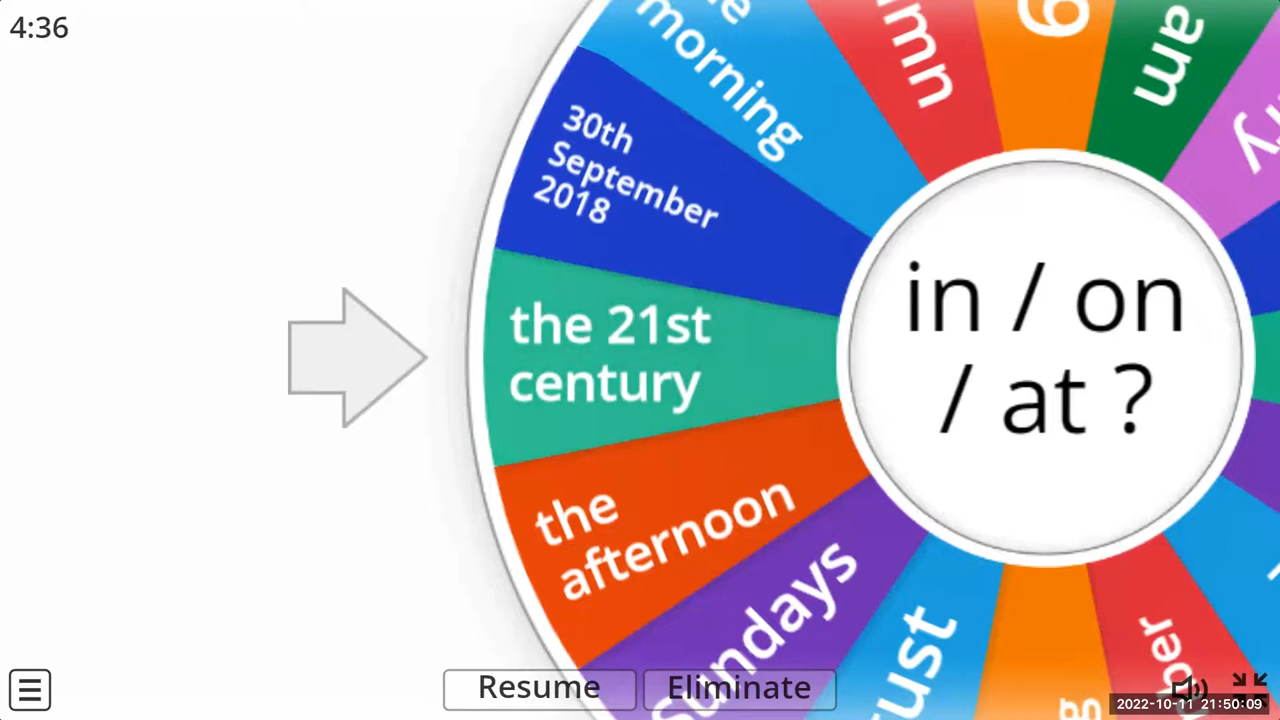 4:36
morning
am
30th
September
2018
the 21st
century
in / on
/ at ?
the
afternoon
Sundays
Resume
Eliminate
2022-10-11 21:50:09